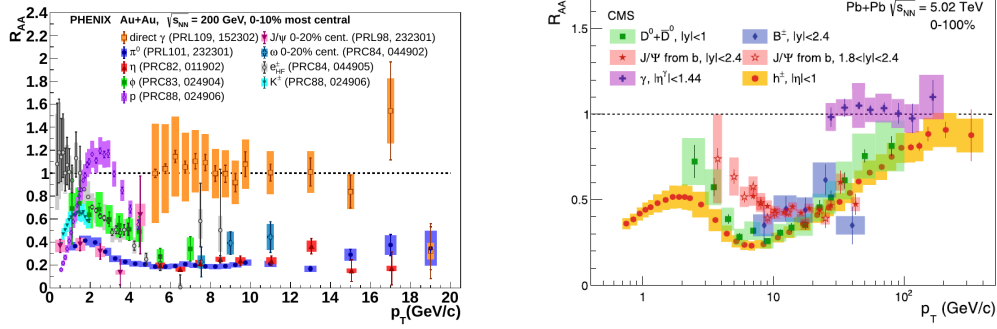 PHENIX Au+Au, √s_NN = 200 GeV, 0-10% most central
direct γ (PRL109, 152302)
J/ψ 0-20% cent. (PRL98, 232301)
π⁰ (PRL101, 232301)
ω 0-20% cent. (PRC84, 044902)
η (PRC82, 011902)
e±HF (PRC84, 044905)
ϕ (PRC83, 024904)
K± (PRC88, 024906)
p (PRC88, 024906)
R_AA
2.4
2.2
2
1.8
1.6
1.4
1.2
1
0.8
0.6
0.4
0.2
0 2 4 6 8 10 12 14 16 18 20
p_T (GeV/c)
Pb+Pb √s_NN = 5.02 TeV
0-100%
CMS
D⁰+D̅⁰, |y|<1
B±, |y|<2.4
J/Ψ from b, |y|<2.4
J/Ψ from b, 1.8<|y|<2.4
γ, |η^γ|<1.44
h±, |η|<1
R_AA
1.5
1
0.5
0
1 10 10²
p_T (GeV/c)